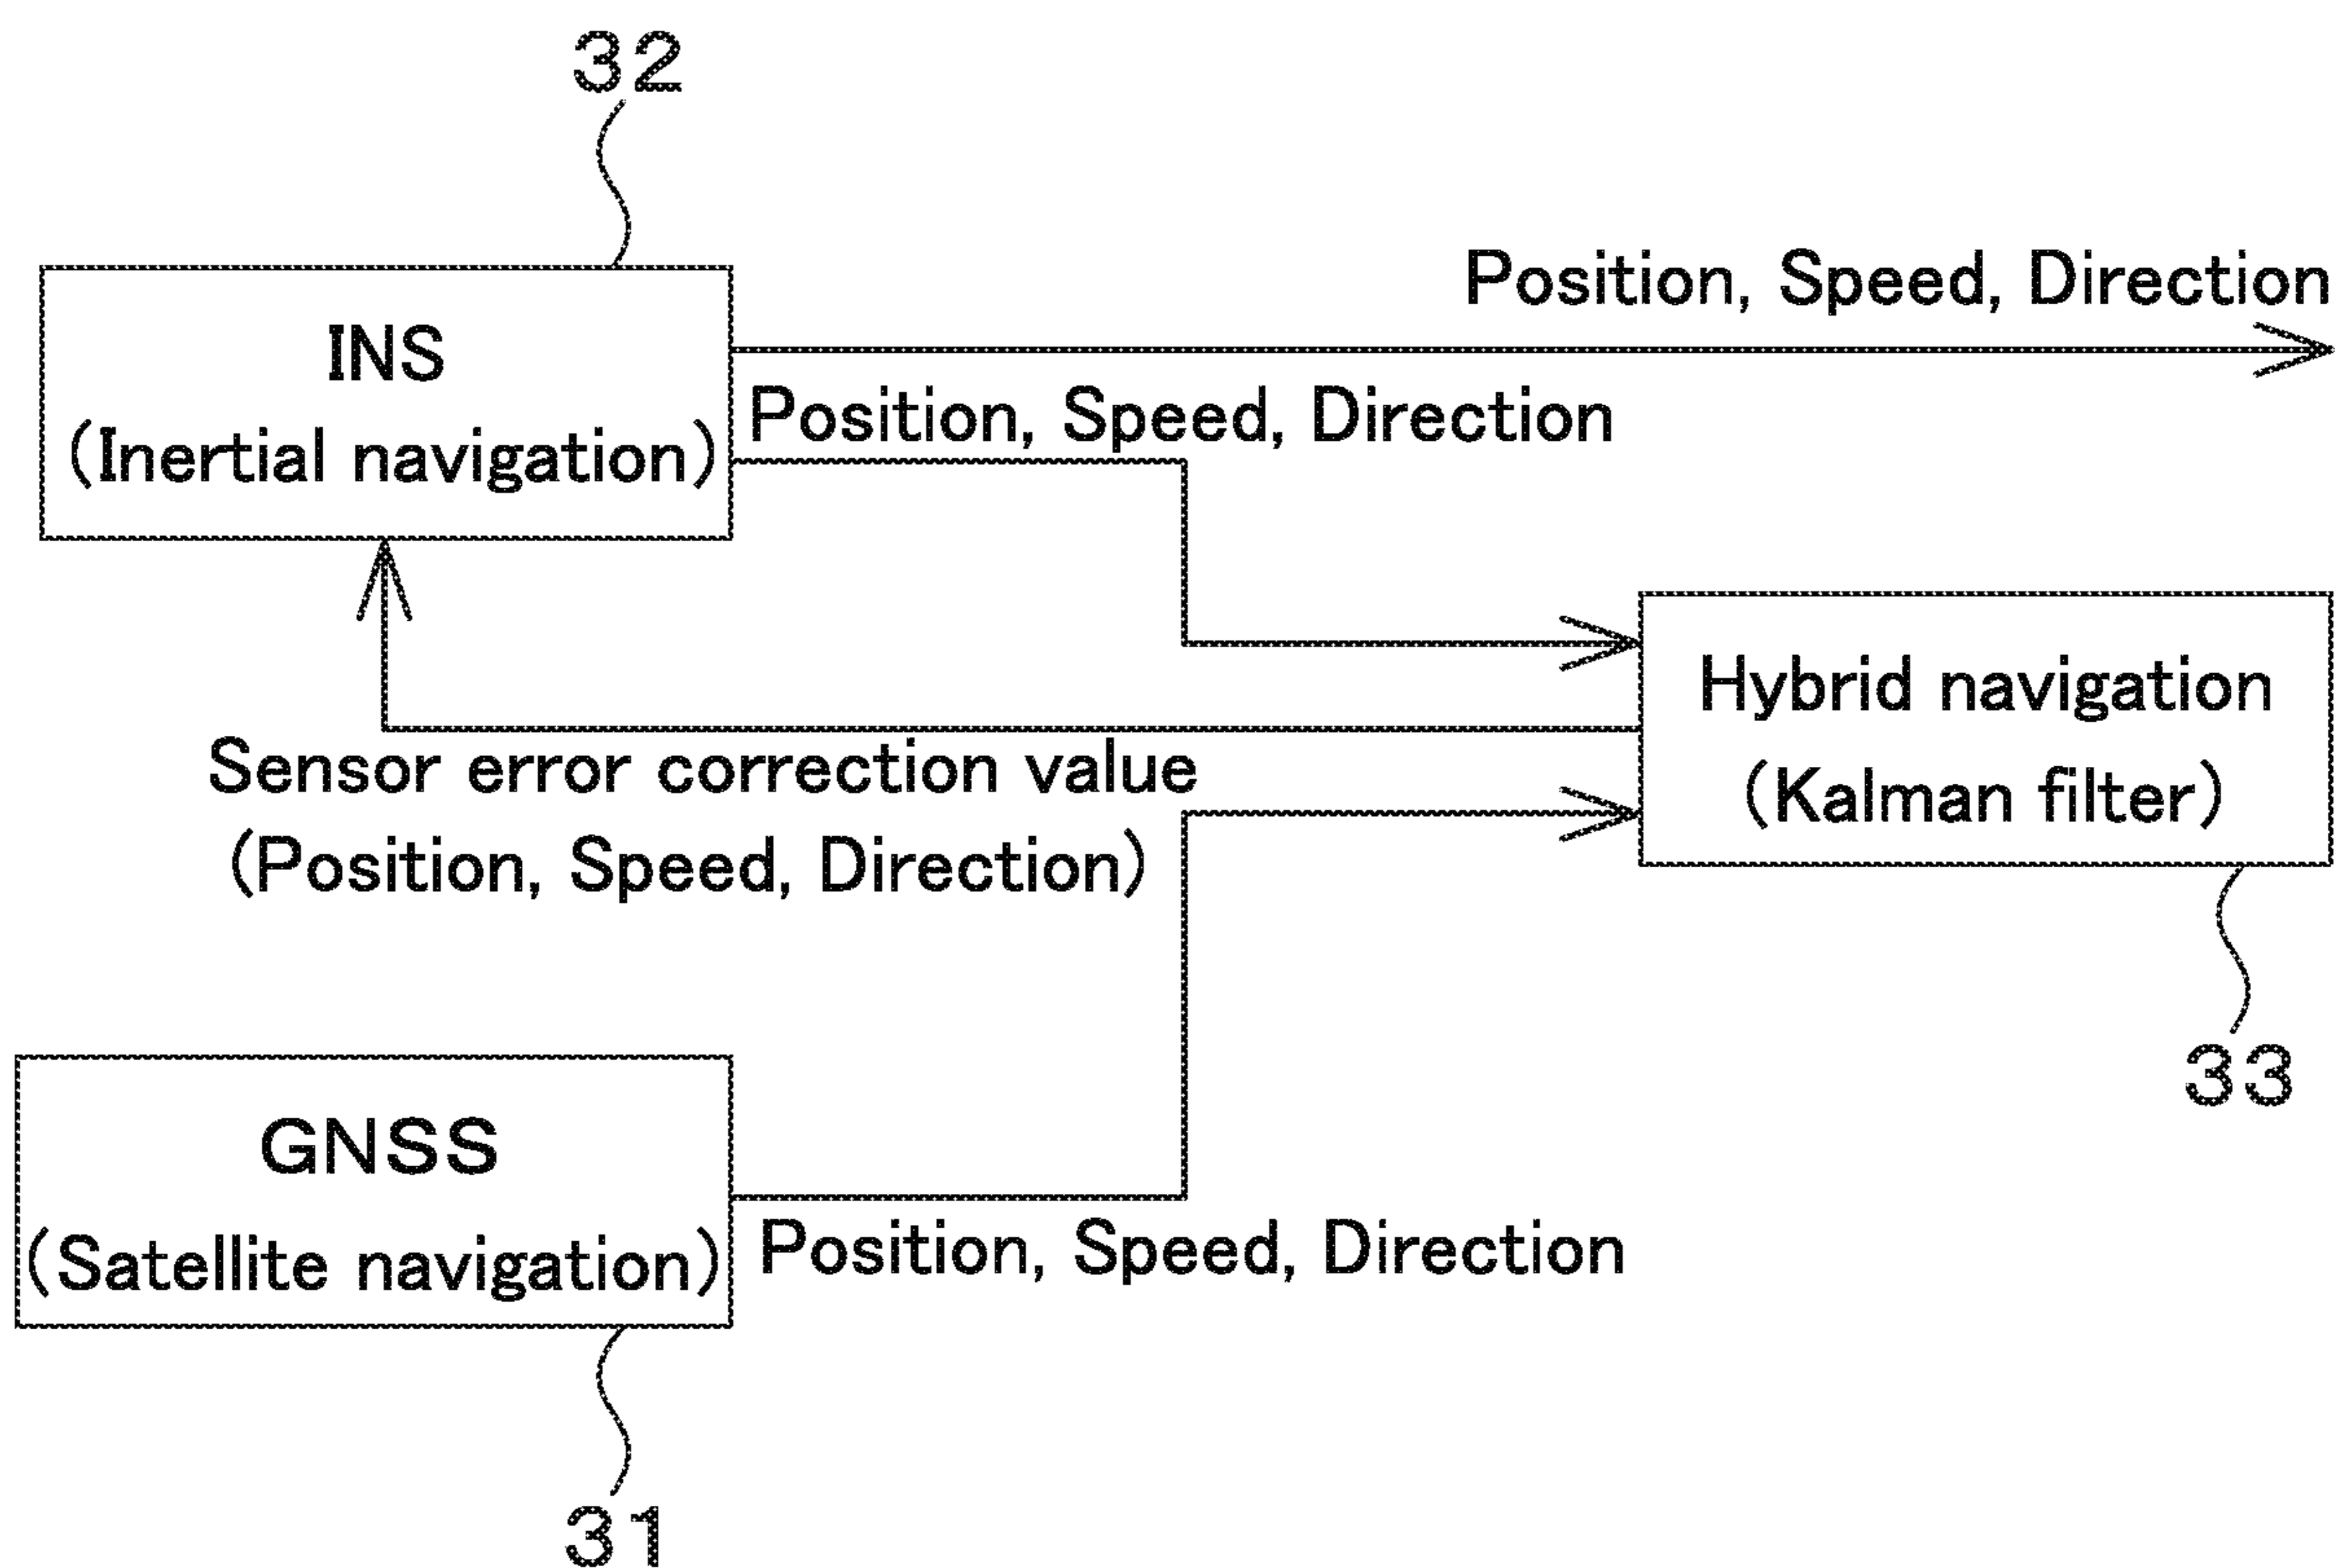 32
Position, Speed, Direction
INS
(Inertial navigation)
Position, Speed, Direction
Hybrid navigation
(Kalman filter)
Sensor error correction value
(Position, Speed, Direction)
33
GNSS
(Satellite navigation)
Position, Speed, Direction
31